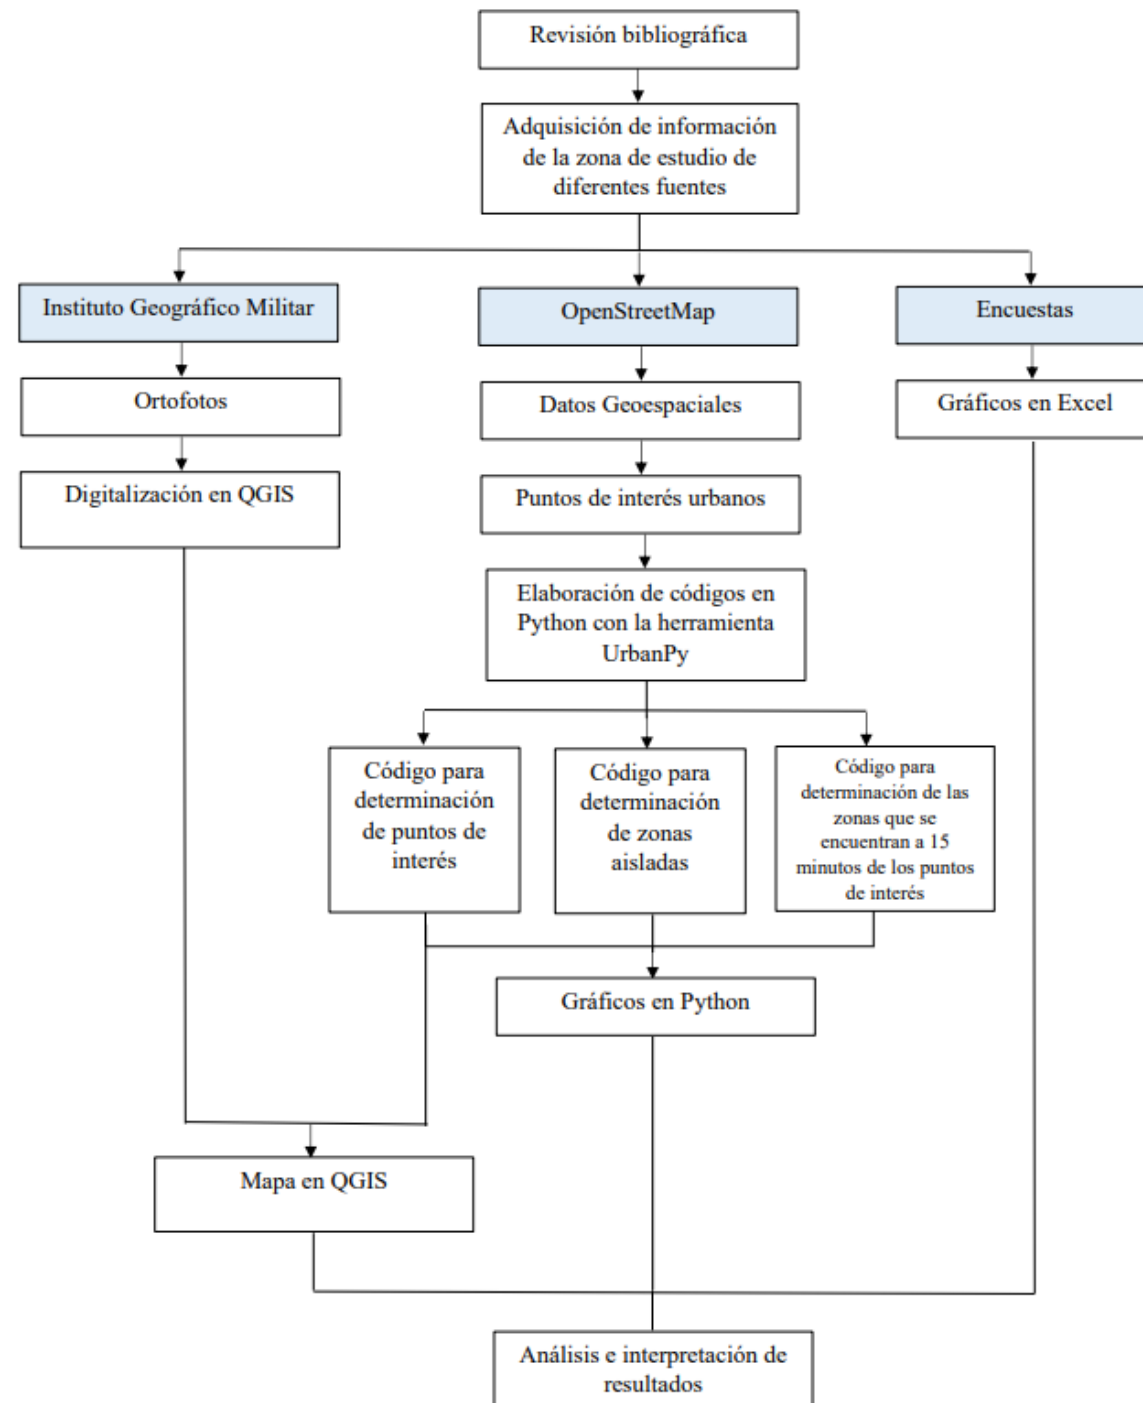 Revisión bibliográfica
Adquisición de información
de la zona de estudio de
diferentes fuentes
Instituto Geográfico Militar
OpenStreetMap
Encuestas
Ortofotos
Datos Geoespaciales
Gráficos en Excel
Digitalización en QGIS
Puntos de interés urbanos
Elaboración de códigos en
Python con la herramienta
UrbanPy
Código para
determinación
de puntos de
interés
Código para
determinación
de zonas
aisladas
Código para
determinación de las
zonas que se
encuentran a 15
minutos de los puntos
de interés
Gráficos en Python
Mapa en QGIS
Análisis e interpretación de
resultados